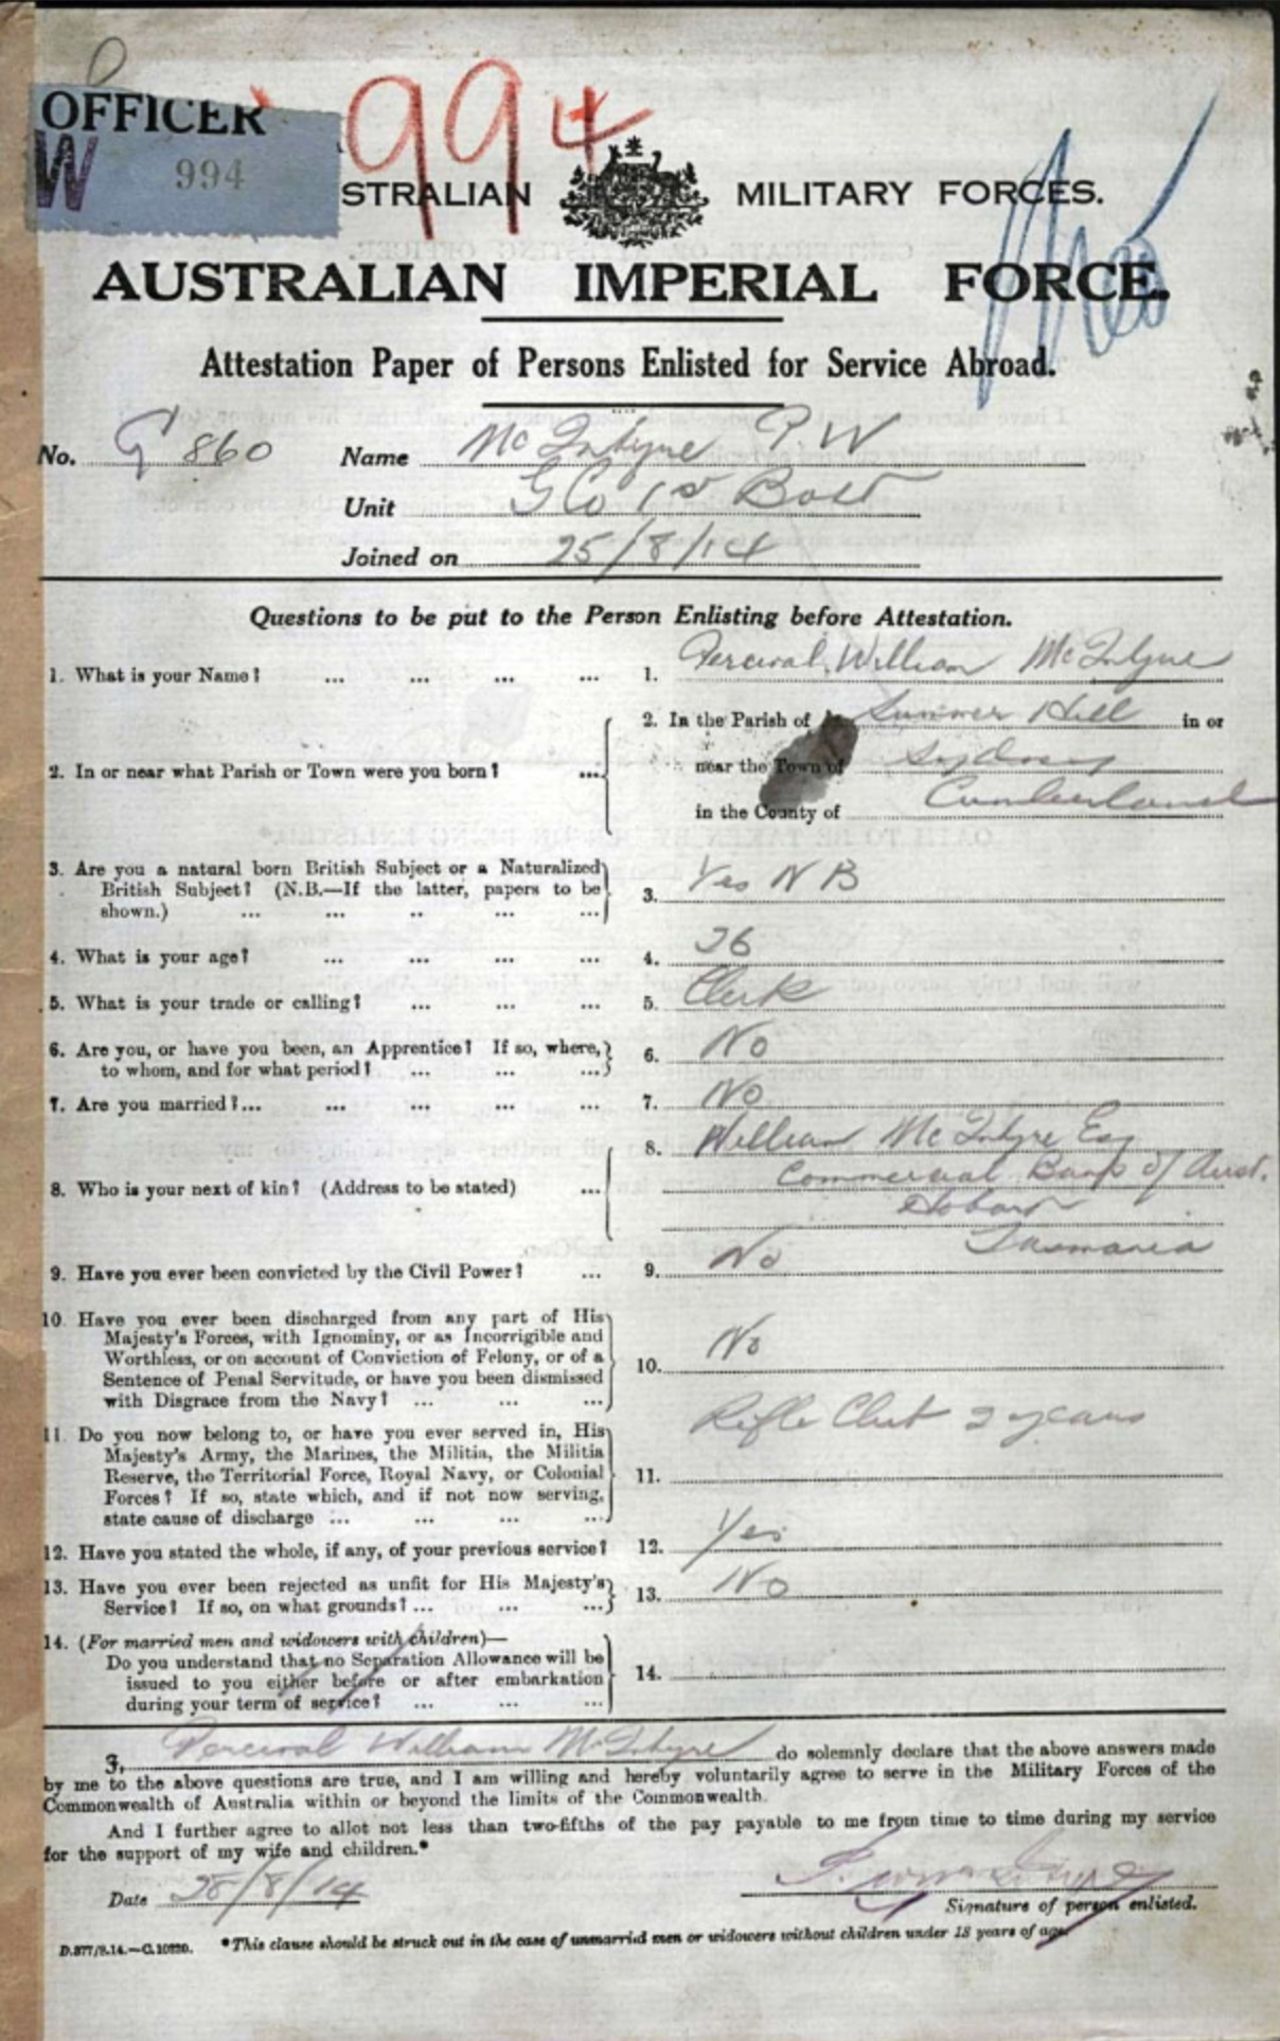 OFFICER
W 994
994
STRALIAN MILITARY FORCES.
AUSTRALIAN IMPERIAL FORCE.
Attestation Paper of Persons Enlisted for Service Abroad.
No. G 860 Name McIntyre P.W
Unit G Co 1st Batt
Joined on 25/8/14
Questions to be put to the Person Enlisting before Attestation.
1. What is your Name? ... ... ... ... 1. Percival William McIntyre
2. In or near what Parish or Town were you born? ... 2. In the Parish of Summer Hill in or
near the Town of Sydney
in the County of Cumberland
3. Are you a natural born British Subject or a Naturalized
British Subject? (N.B.—If the latter, papers to be
shown.) ... ... .. ... ... 3. Yes N B
4. What is your age? ... ... ... ... 4. 26
5. What is your trade or calling? ... ... ... 5. Clerk
6. Are you, or have you been, an Apprentice? If so, where,
to whom, and for what period? ... ... ... 6. No
7. Are you married?... ... ... ... ... 7. No
8. Who is your next of kin? (Address to be stated) ... 8. William McIntyre Esq
Commercial Bank of Aust.
Hobart
Tasmania
9. Have you ever been convicted by the Civil Power? ... 9. No
10. Have you ever been discharged from any part of His
Majesty's Forces, with Ignominy, or as Incorrigible and
Worthless, or on account of Conviction of Felony, or of a
Sentence of Penal Servitude, or have you been dismissed
with Disgrace from the Navy? ... ... ... 10. No
11. Do you now belong to, or have you ever served in, His
Majesty's Army, the Marines, the Militia, the Militia
Reserve, the Territorial Force, Royal Navy, or Colonial
Forces? If so, state which, and if not now serving,
state cause of discharge ... ... ... ... 11. Rifle Club 2 years
12. Have you stated the whole, if any, of your previous service? 12. Yes
13. Have you ever been rejected as unfit for His Majesty's
Service? If so, on what grounds? ... ... ... 13. No
14. (For married men and widowers with children)—
Do you understand that no Separation Allowance will be
issued to you either before or after embarkation
during your term of service? ... ... ... 14.
I, Percival William McIntyre do solemnly declare that the above answers made
by me to the above questions are true, and I am willing and hereby voluntarily agree to serve in the Military Forces of the
Commonwealth of Australia within or beyond the limits of the Commonwealth.
And I further agree to allot not less than two-fifths of the pay payable to me from time to time during my service
for the support of my wife and children.*
Date 28/8/14
Signature of person enlisted.
D.877/8.14.—C.10820. *This clause should be struck out in the case of unmarried men or widowers without children under 18 years of age.